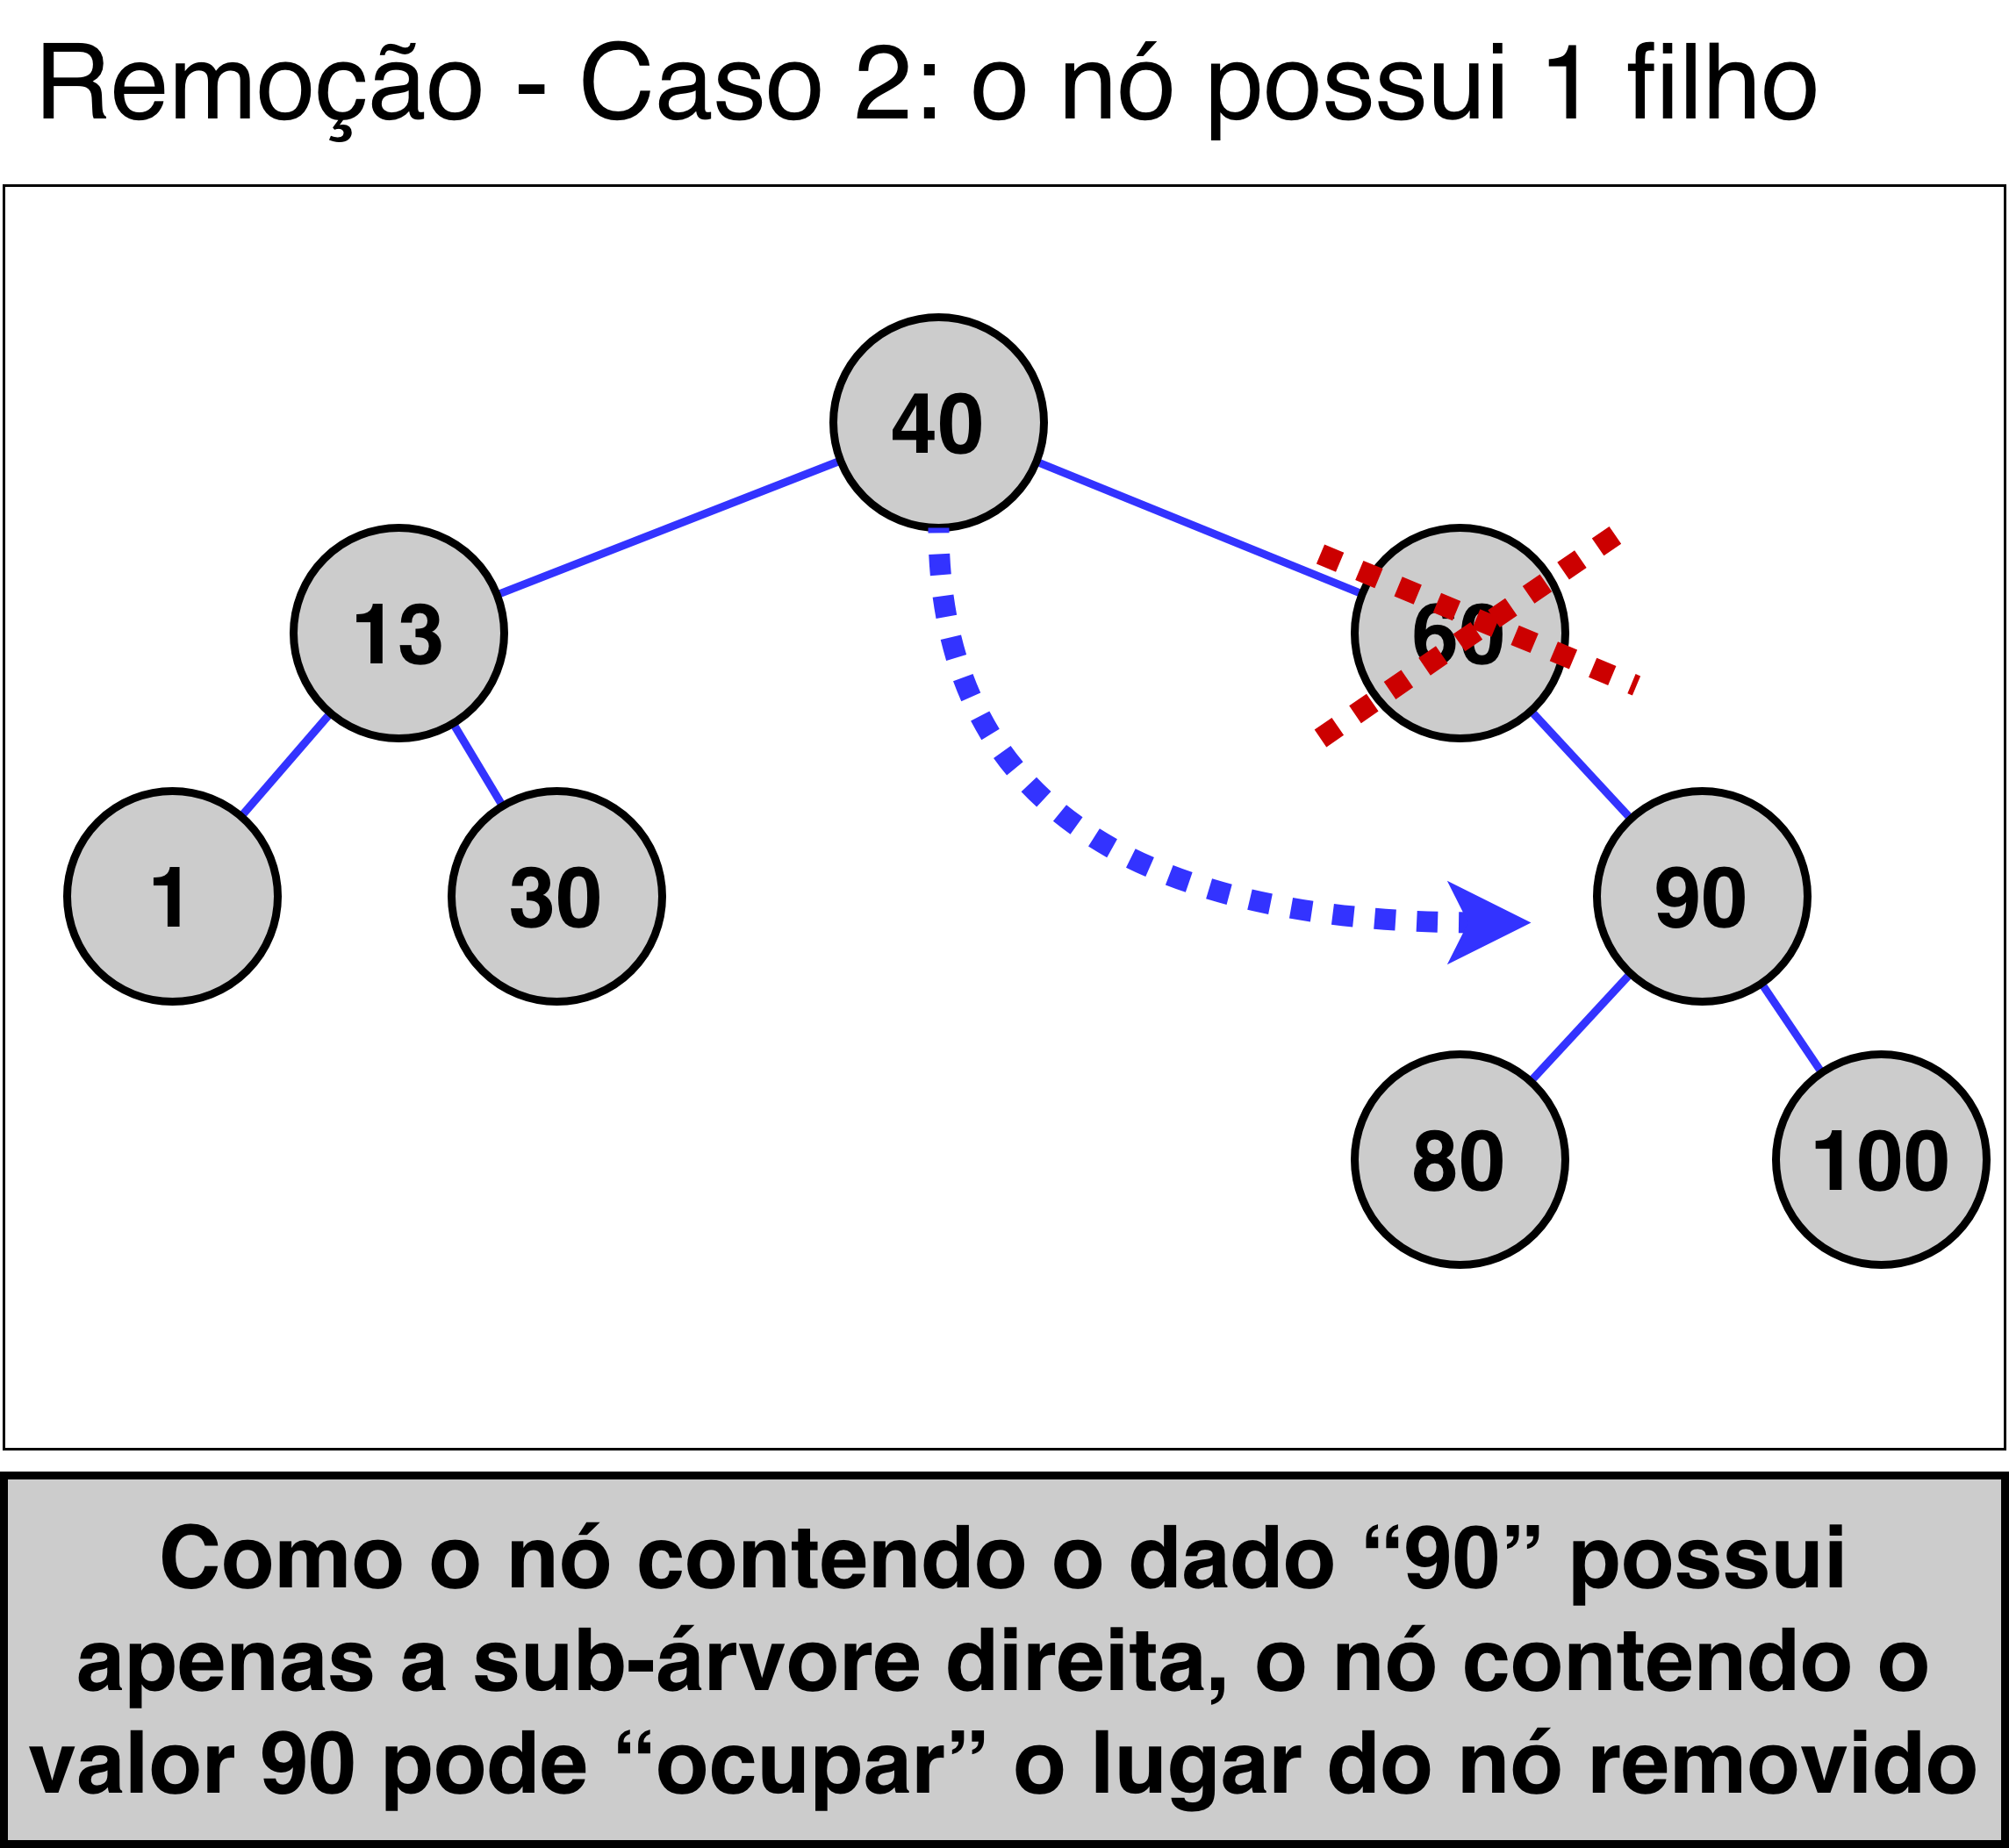 Remoção - Caso 2: o nó possui 1 filho
40
13
60
1
30
90
80
100
Como o nó contendo o dado “90” possui
apenas a sub-árvore direita, o nó contendo o
valor 90 pode “ocupar” o lugar do nó removido